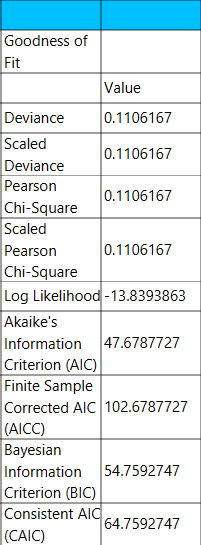 Goodness of
Fit
Value
Deviance 0.1106167
Scaled
Deviance 0.1106167
Pearson
Chi-Square 0.1106167
Scaled
Pearson
Chi-Square 0.1106167
Log Likelihood -13.8393863
Akaike's
Information
Criterion (AIC) 47.6787727
Finite Sample
Corrected AIC
(AICC) 102.6787727
Bayesian
Information
Criterion (BIC) 54.7592747
Consistent AIC
(CAIC) 64.7592747